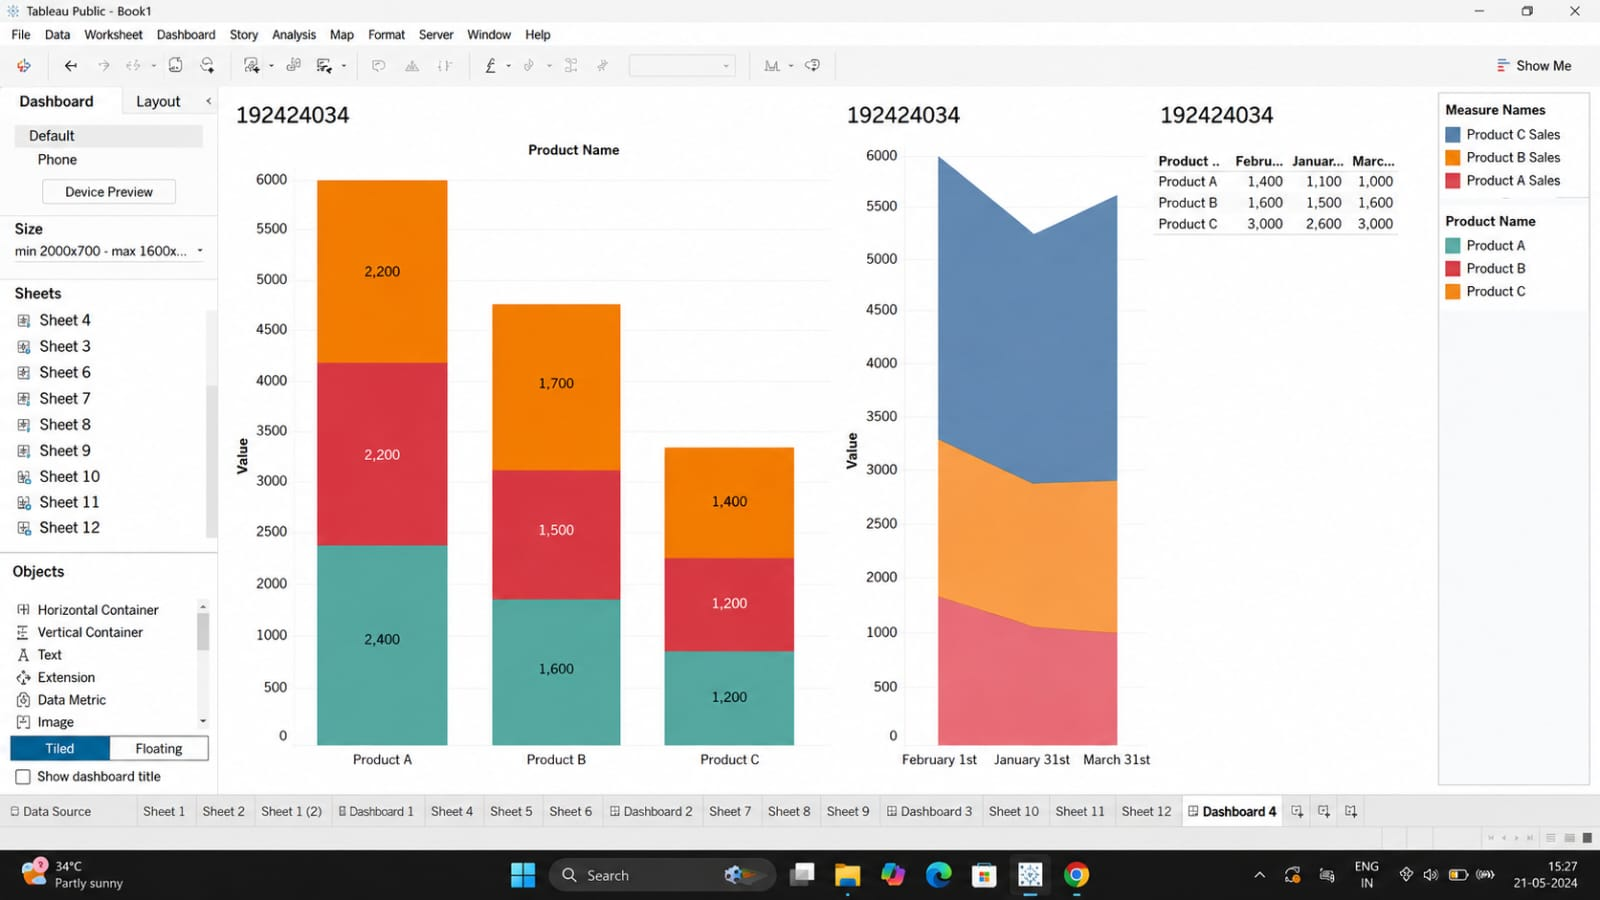 Tableau Public - Book1
File Data Worksheet Dashboard Story Analysis Map Format Server Window Help
Show Me
Dashboard Layout
Default
Phone
Device Preview
Size
min 2000x700 - max 1600x...
Sheets
Sheet 4
Sheet 3
Sheet 6
Sheet 7
Sheet 8
Sheet 9
Sheet 10
Sheet 11
Sheet 12
Objects
Horizontal Container
Vertical Container
Text
Extension
Data Metric
Image
Tiled Floating
Show dashboard title
192424034
Product Name
Value
6000
5500
5000
4500
4000
3500
3000
2500
2000
1000
500
0
2,200
2,200
2,400
1,700
1,500
1,600
1,400
1,200
1,200
Product A Product B Product C
192424034
Value
6000
5500
5000
4500
4000
3500
3000
2500
2000
1000
500
0
February 1st January 31st March 31st
192424034
Product .. Febru... Januar... Marc...
Product A 1,400 1,100 1,000
Product B 1,600 1,500 1,600
Product C 3,000 2,600 3,000
Measure Names
Product C Sales
Product B Sales
Product A Sales
Product Name
Product A
Product B
Product C
Data Source Sheet 1 Sheet 2 Sheet 1 (2) Dashboard 1 Sheet 4 Sheet 5 Sheet 6 Dashboard 2 Sheet 7 Sheet 8 Sheet 9 Dashboard 3 Sheet 10 Sheet 11 Sheet 12 Dashboard 4
34°C
Partly sunny
Search
ENG
IN
15:27
21-05-2024